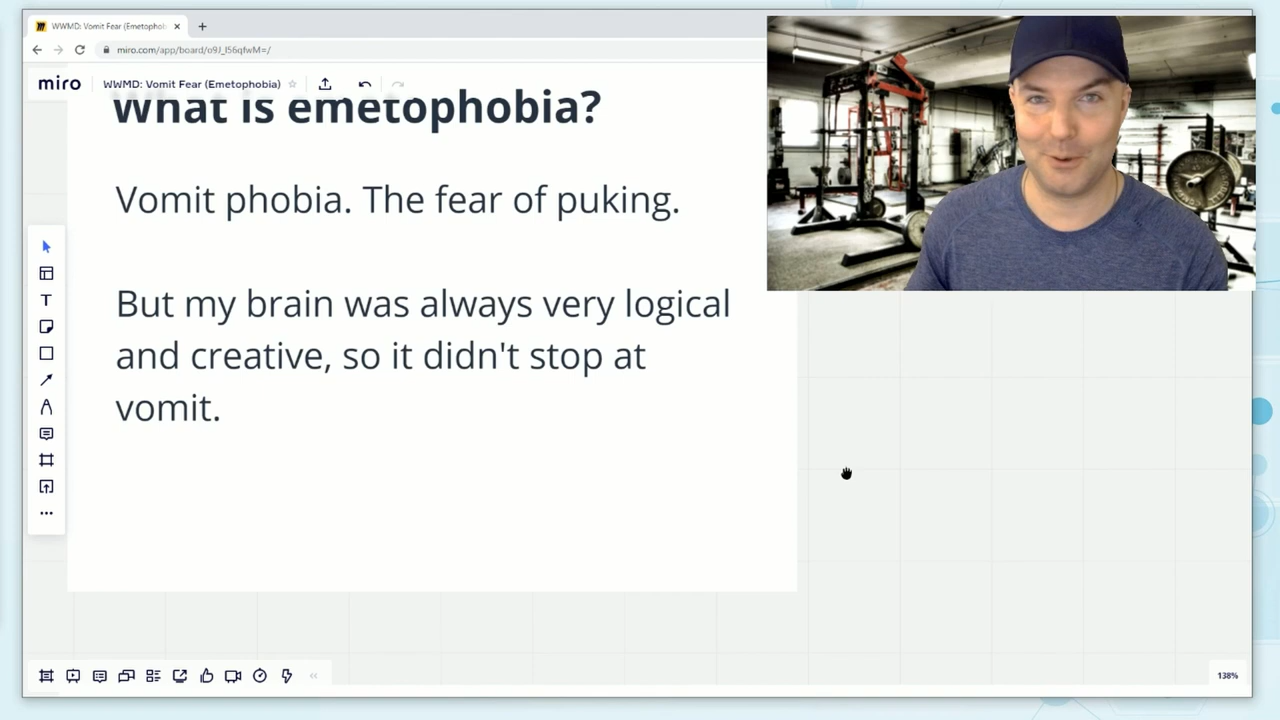 WWMD: Vomit Fear (Emetophob
miro.com/app/board/o9J_l56qfwM=/
miro
WWMD: Vomit Fear (Emetophobia)
What is emetophobia?
Vomit phobia. The fear of puking.
But my brain was always very logical
and creative, so it didn't stop at
vomit.
138%